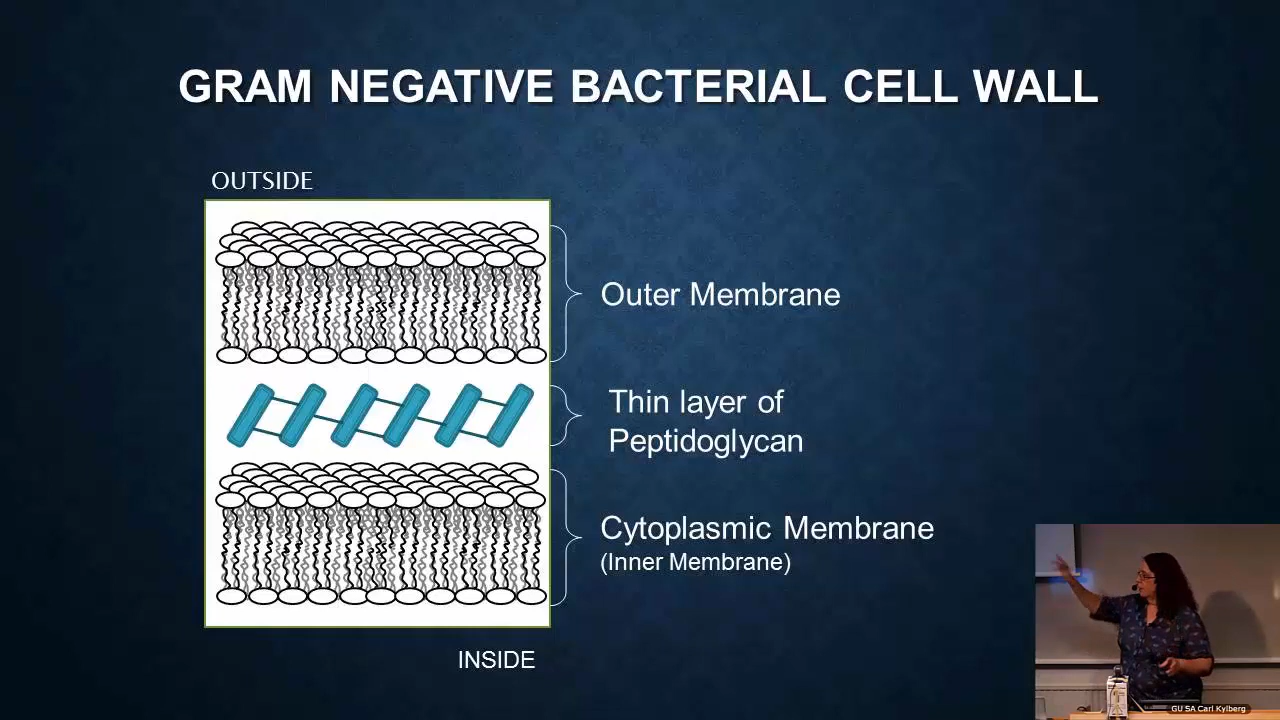 GRAM NEGATIVE BACTERIAL CELL WALL
OUTSIDE
Outer Membrane
Thin layer of
Peptidoglycan
Cytoplasmic Membrane
(Inner Membrane)
INSIDE
GU SA Carl Kylberg